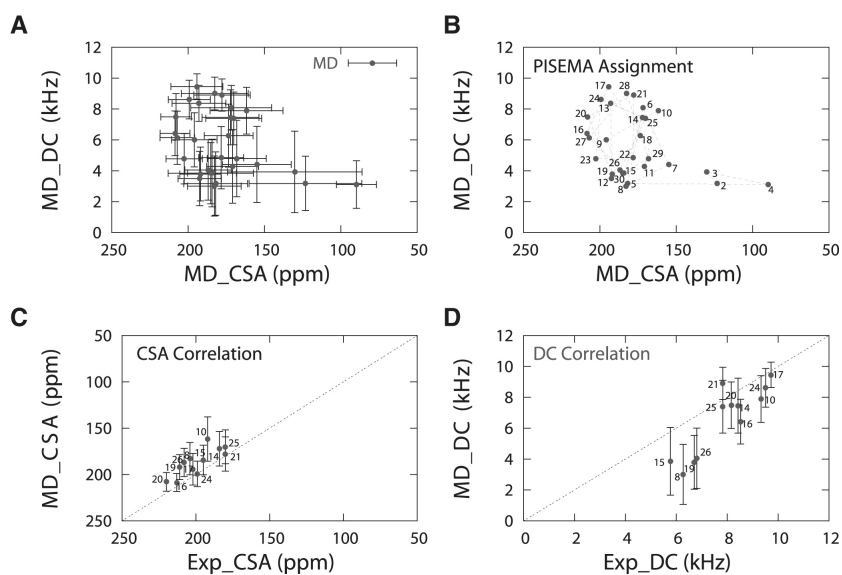 A
MD_DC (kHz)
12
10
8
6
4
2
0
MD
250 200 150 100 50
MD_CSA (ppm)
B
MD_DC (kHz)
12
10
8
6
4
2
0
PISEMA Assignment
17 28 21
24 13 6 10
20 14 25
16 27 9 18
23 22 29
26 7
19 30 15 11
12 8 5
3
2 4
250 200 150 100 50
MD_CSA (ppm)
C
MD_CSA (ppm)
50
100
150
200
250
CSA Correlation
10
25
15 14 21
26
19
24
20
250 200 150 100 50
Exp_CSA (ppm)
D
MD_DC (kHz)
12
10
8
6
4
2
0
DC Correlation
17
21 24
20 10
25 14
16
15 26
8 19
0 2 4 6 8 10 12
Exp_DC (kHz)